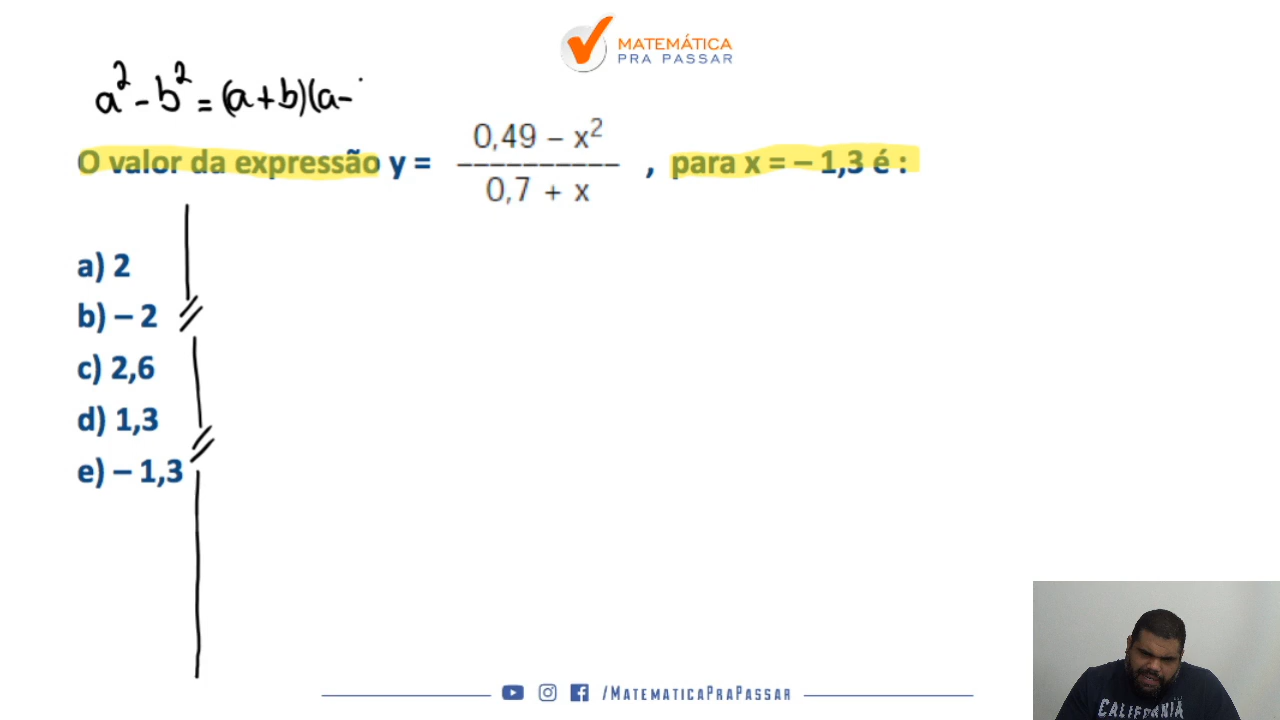 MATEMÁTICA
PRA PASSAR
a² - b² = (a + b)(a -
O valor da expressão y = 0,49 – x² / 0,7 + x , para x = – 1,3 é :
a) 2
b) – 2
c) 2,6
d) 1,3
e) – 1,3
/MATEMATICAPRAPASSAR
CALIFORNIA